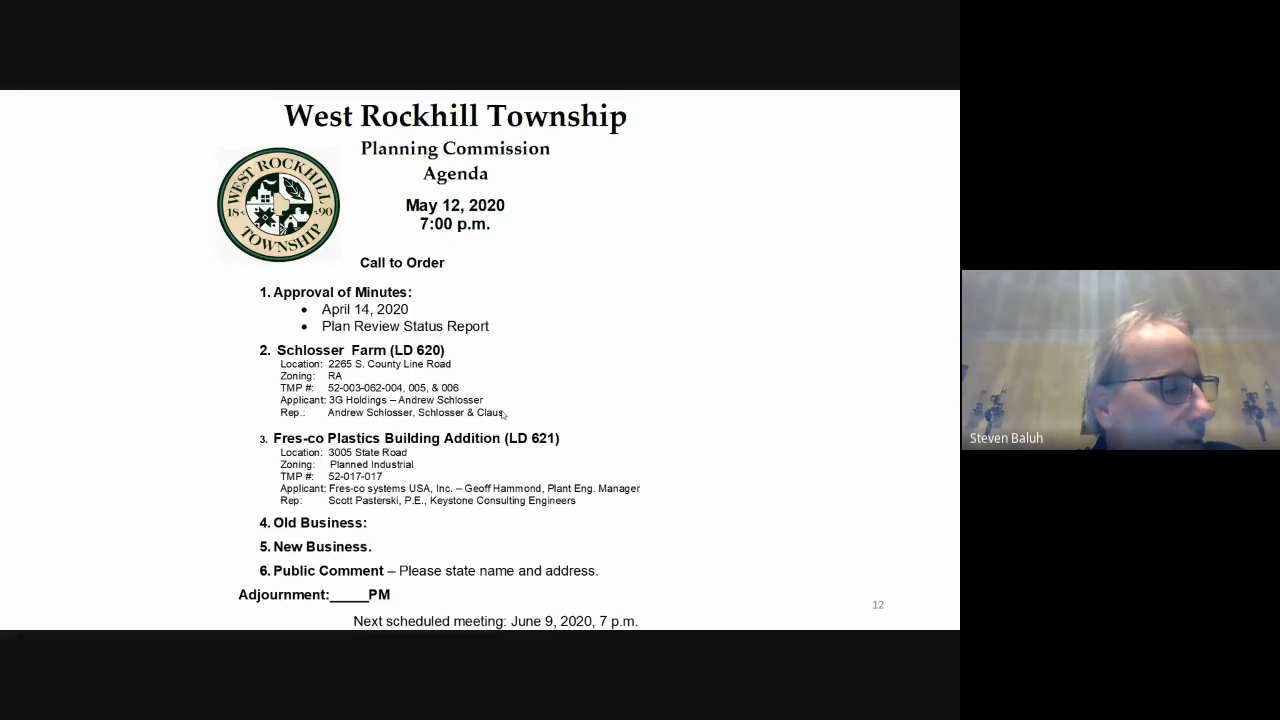 West Rockhill Township
Planning Commission
Agenda
WEST ROCKHILL
18 90
TOWNSHIP
May 12, 2020
7:00 p.m.
Call to Order
1. Approval of Minutes:
• April 14, 2020
• Plan Review Status Report
2. Schlosser Farm (LD 620)
Location: 2265 S. County Line Road
Zoning: RA
TMP #: 52-003-062-004, 005, & 006
Applicant: 3G Holdings – Andrew Schlosser
Rep.: Andrew Schlosser, Schlosser & Claus
3. Fres-co Plastics Building Addition (LD 621)
Location: 3005 State Road
Zoning: Planned Industrial
TMP #: 52-017-017
Applicant: Fres-co systems USA, Inc. – Geoff Hammond, Plant Eng. Manager
Rep: Scott Pasterski, P.E., Keystone Consulting Engineers
4. Old Business:
5. New Business.
6. Public Comment – Please state name and address.
Adjournment:_____PM
12
Next scheduled meeting: June 9, 2020, 7 p.m.
Steven Baluh